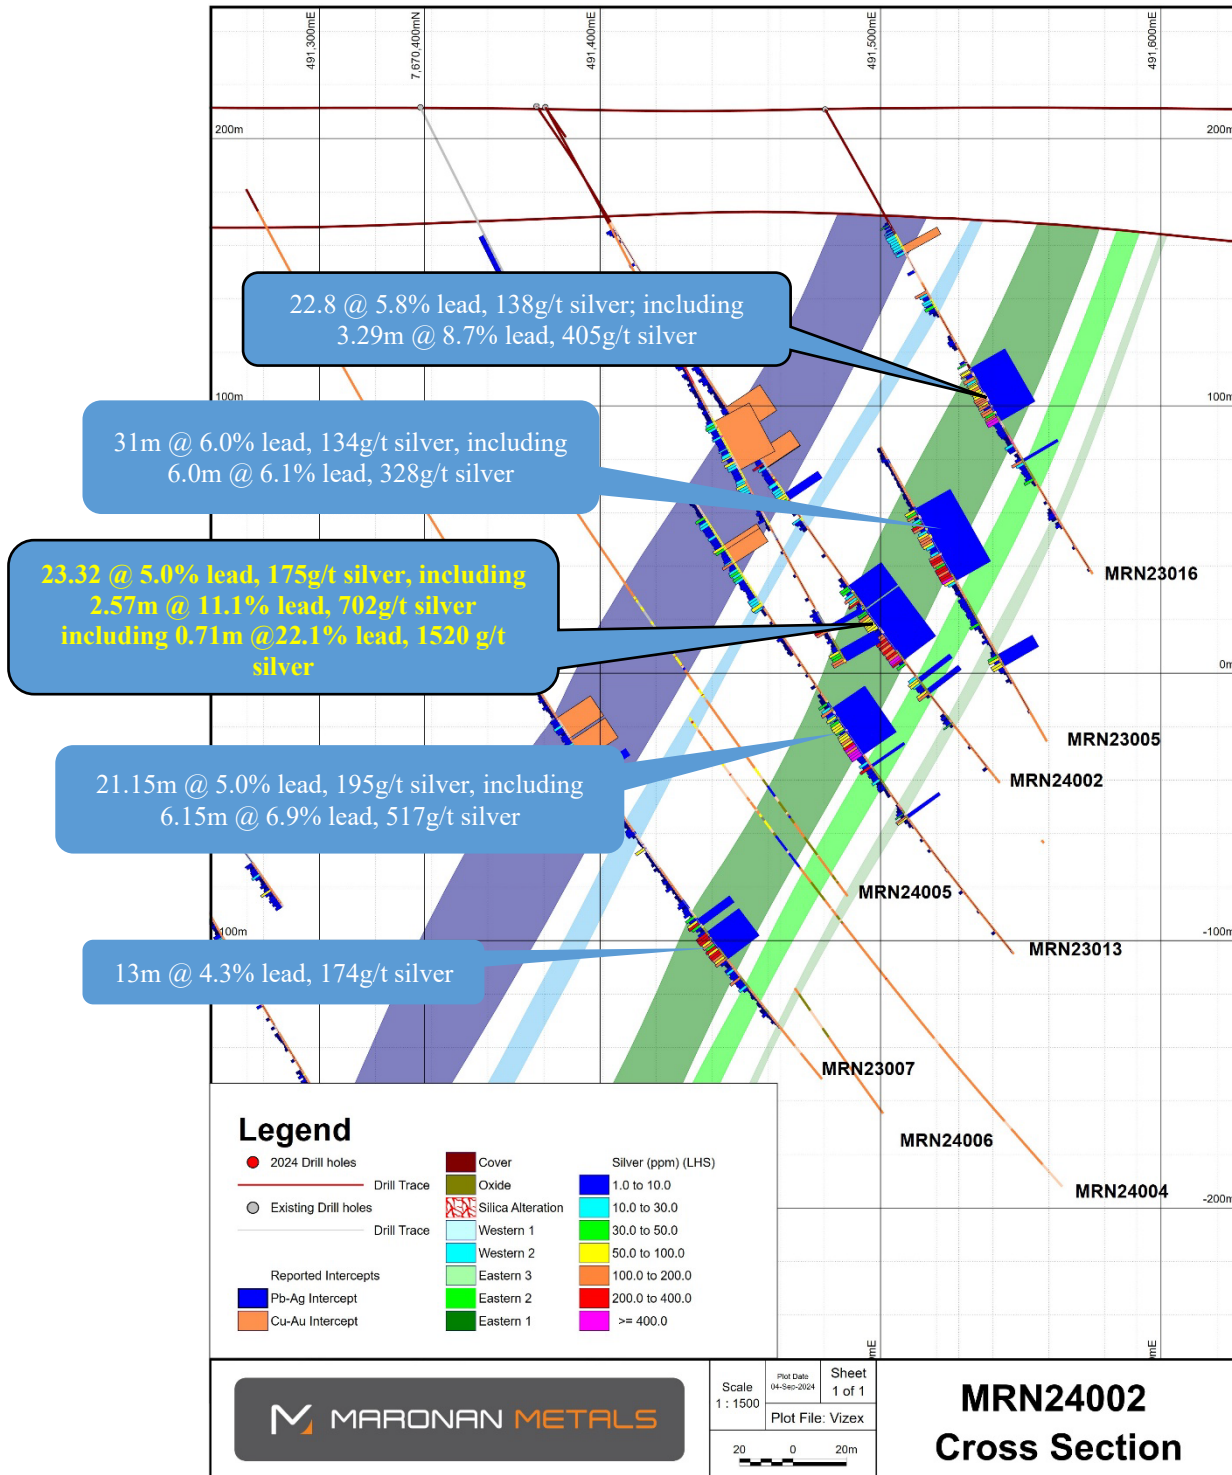 491,300mE
7,670,400mN
491,400mE
491,500mE
491,600mE
200m
200m
22.8 @ 5.8% lead, 138g/t silver; including
3.29m @ 8.7% lead, 405g/t silver
100m
100m
31m @ 6.0% lead, 134g/t silver, including
6.0m @ 6.1% lead, 328g/t silver
MRN23016
23.32 @ 5.0% lead, 175g/t silver, including
2.57m @ 11.1% lead, 702g/t silver
including 0.71m @22.1% lead, 1520 g/t
silver
0m
MRN23005
MRN24002
21.15m @ 5.0% lead, 195g/t silver, including
6.15m @ 6.9% lead, 517g/t silver
MRN24005
100m
-100m
MRN23013
13m @ 4.3% lead, 174g/t silver
MRN23007
MRN24006
MRN24004
-200m
Legend
2024 Drill holes
Drill Trace
Existing Drill holes
Drill Trace
Reported Intercepts
Pb-Ag Intercept
Cu-Au Intercept
Cover
Oxide
Silica Alteration
Western 1
Western 2
Eastern 3
Eastern 2
Eastern 1
Silver (ppm) (LHS)
1.0 to 10.0
10.0 to 30.0
30.0 to 50.0
50.0 to 100.0
100.0 to 200.0
200.0 to 400.0
>= 400.0
mE
mE
MARONAN METALS
Scale
1 : 1500
Plot Date
04-Sep-2024
Sheet
1 of 1
Plot File: Vizex
20 0 20m
MRN24002
Cross Section